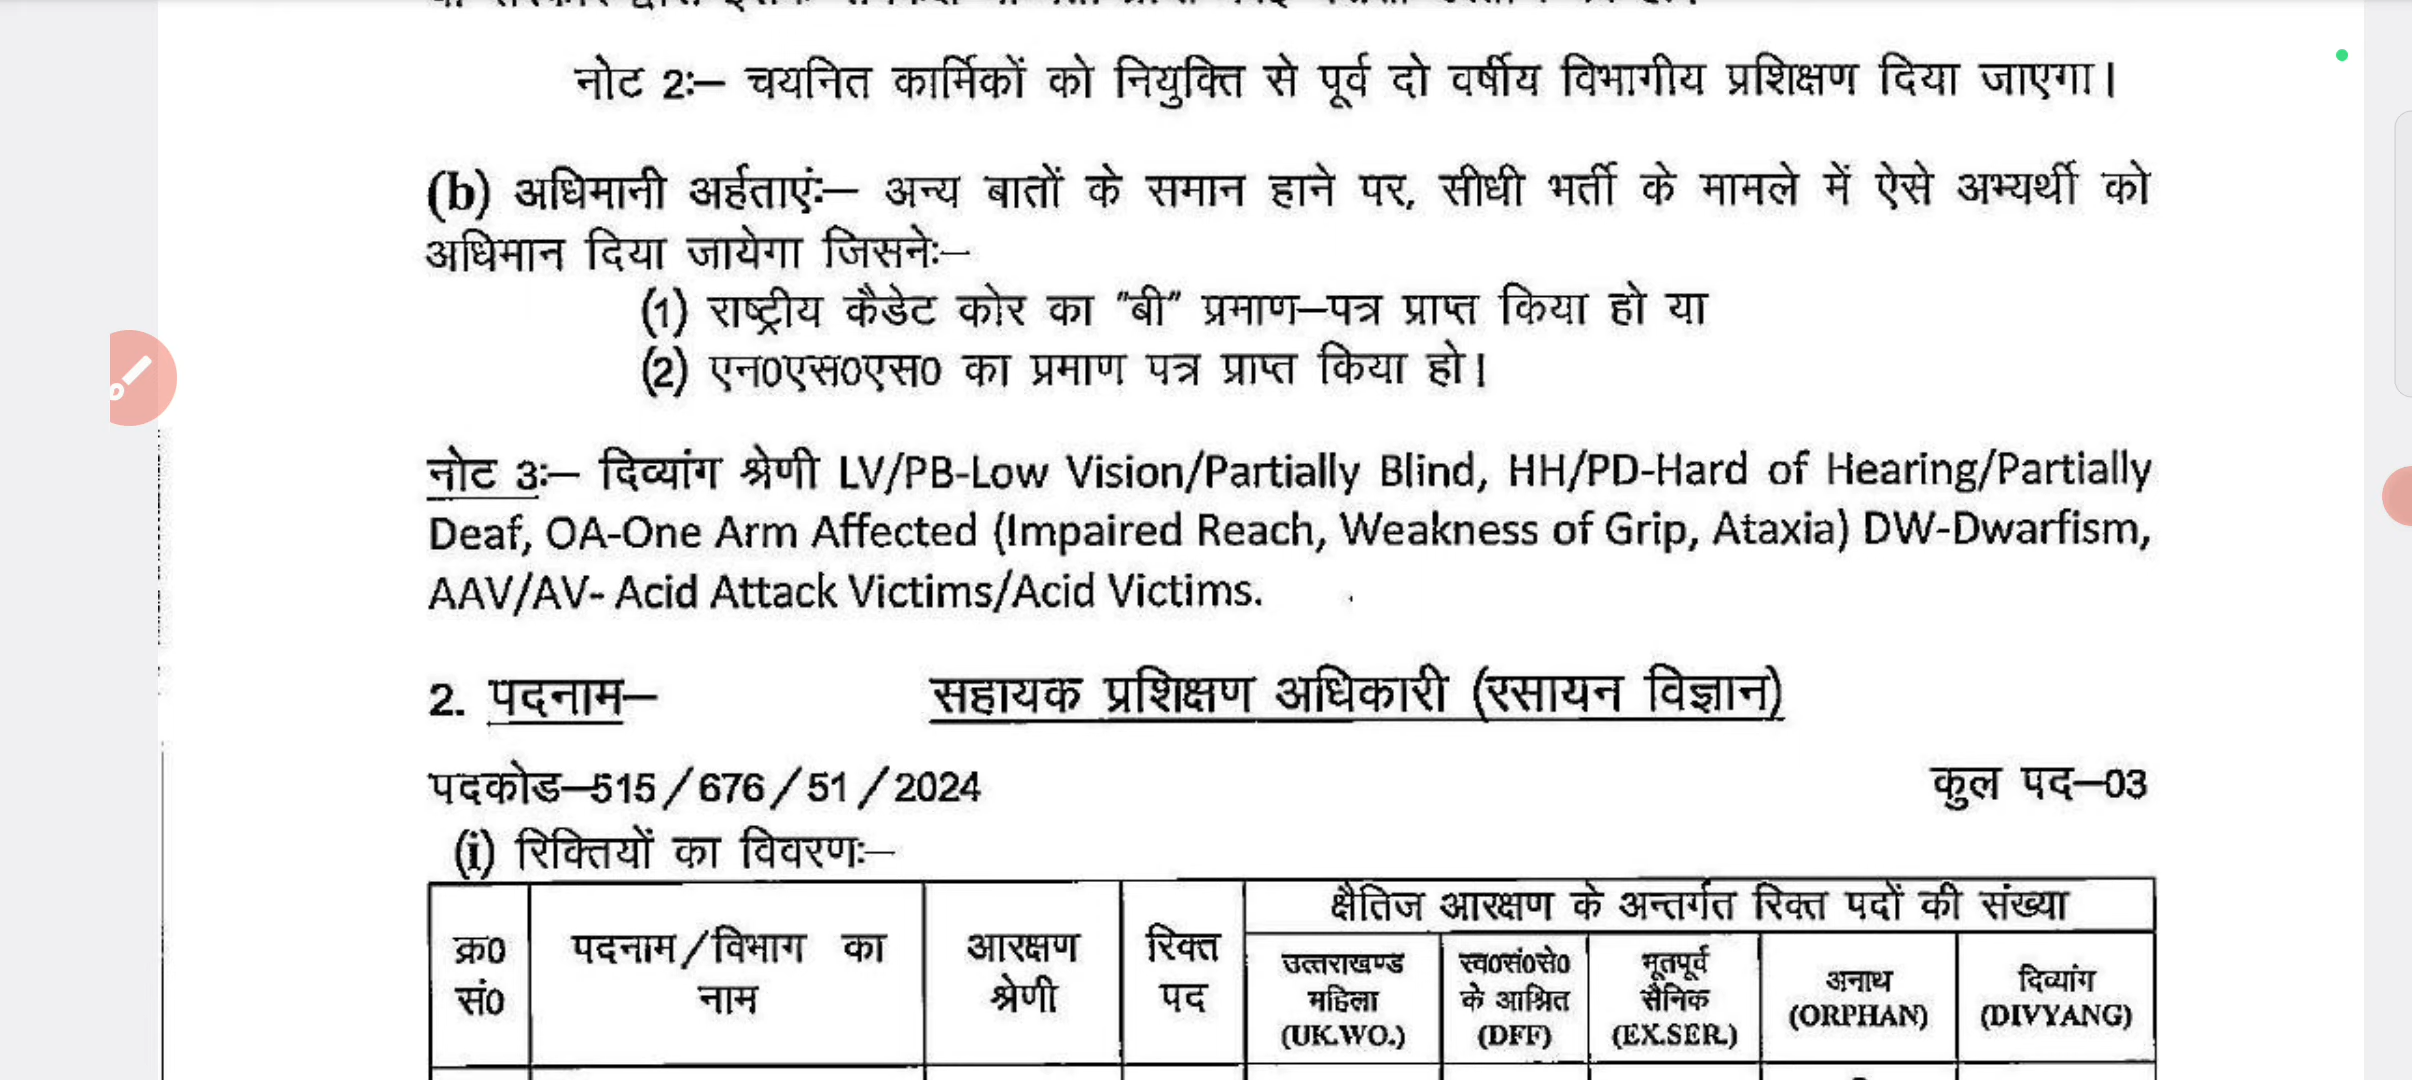 नोट 2:— चयनित कार्मिकों को नियुक्ति से पूर्व दो वर्षीय विभागीय प्रशिक्षण दिया जाएगा।
(b) अधिमानी अर्हताएंः— अन्य बातों के समान हाने पर, सीधी भर्ती के मामले में ऐसे अभ्यर्थी को
अधिमान दिया जायेगा जिसनेः—
(1) राष्ट्रीय कैडेट कोर का "बी" प्रमाण—पत्र प्राप्त किया हो या
(2) एन0एस0एस0 का प्रमाण पत्र प्राप्त किया हो।
नोट 3:— दिव्यांग श्रेणी LV/PB-Low Vision/Partially Blind, HH/PD-Hard of Hearing/Partially
Deaf, OA-One Arm Affected (Impaired Reach, Weakness of Grip, Ataxia) DW-Dwarfism,
AAV/AV- Acid Attack Victims/Acid Victims.
2. पदनाम— सहायक प्रशिक्षण अधिकारी (रसायन विज्ञान)
पदकोड—515/676/51/2024 कुल पद—03
(i) रिक्तियों का विवरणः—
क्र0
सं0
पदनाम/विभाग का
नाम
आरक्षण
श्रेणी
रिक्त
पद
क्षैतिज आरक्षण के अन्तर्गत रिक्त पदों की संख्या
उत्तराखण्ड
महिला
(UK.WO.)
स्व0सं0से0
के आश्रित
(DFF)
भूतपूर्व
सैनिक
(EX.SER.)
अनाथ
(ORPHAN)
दिव्यांग
(DIVYANG)